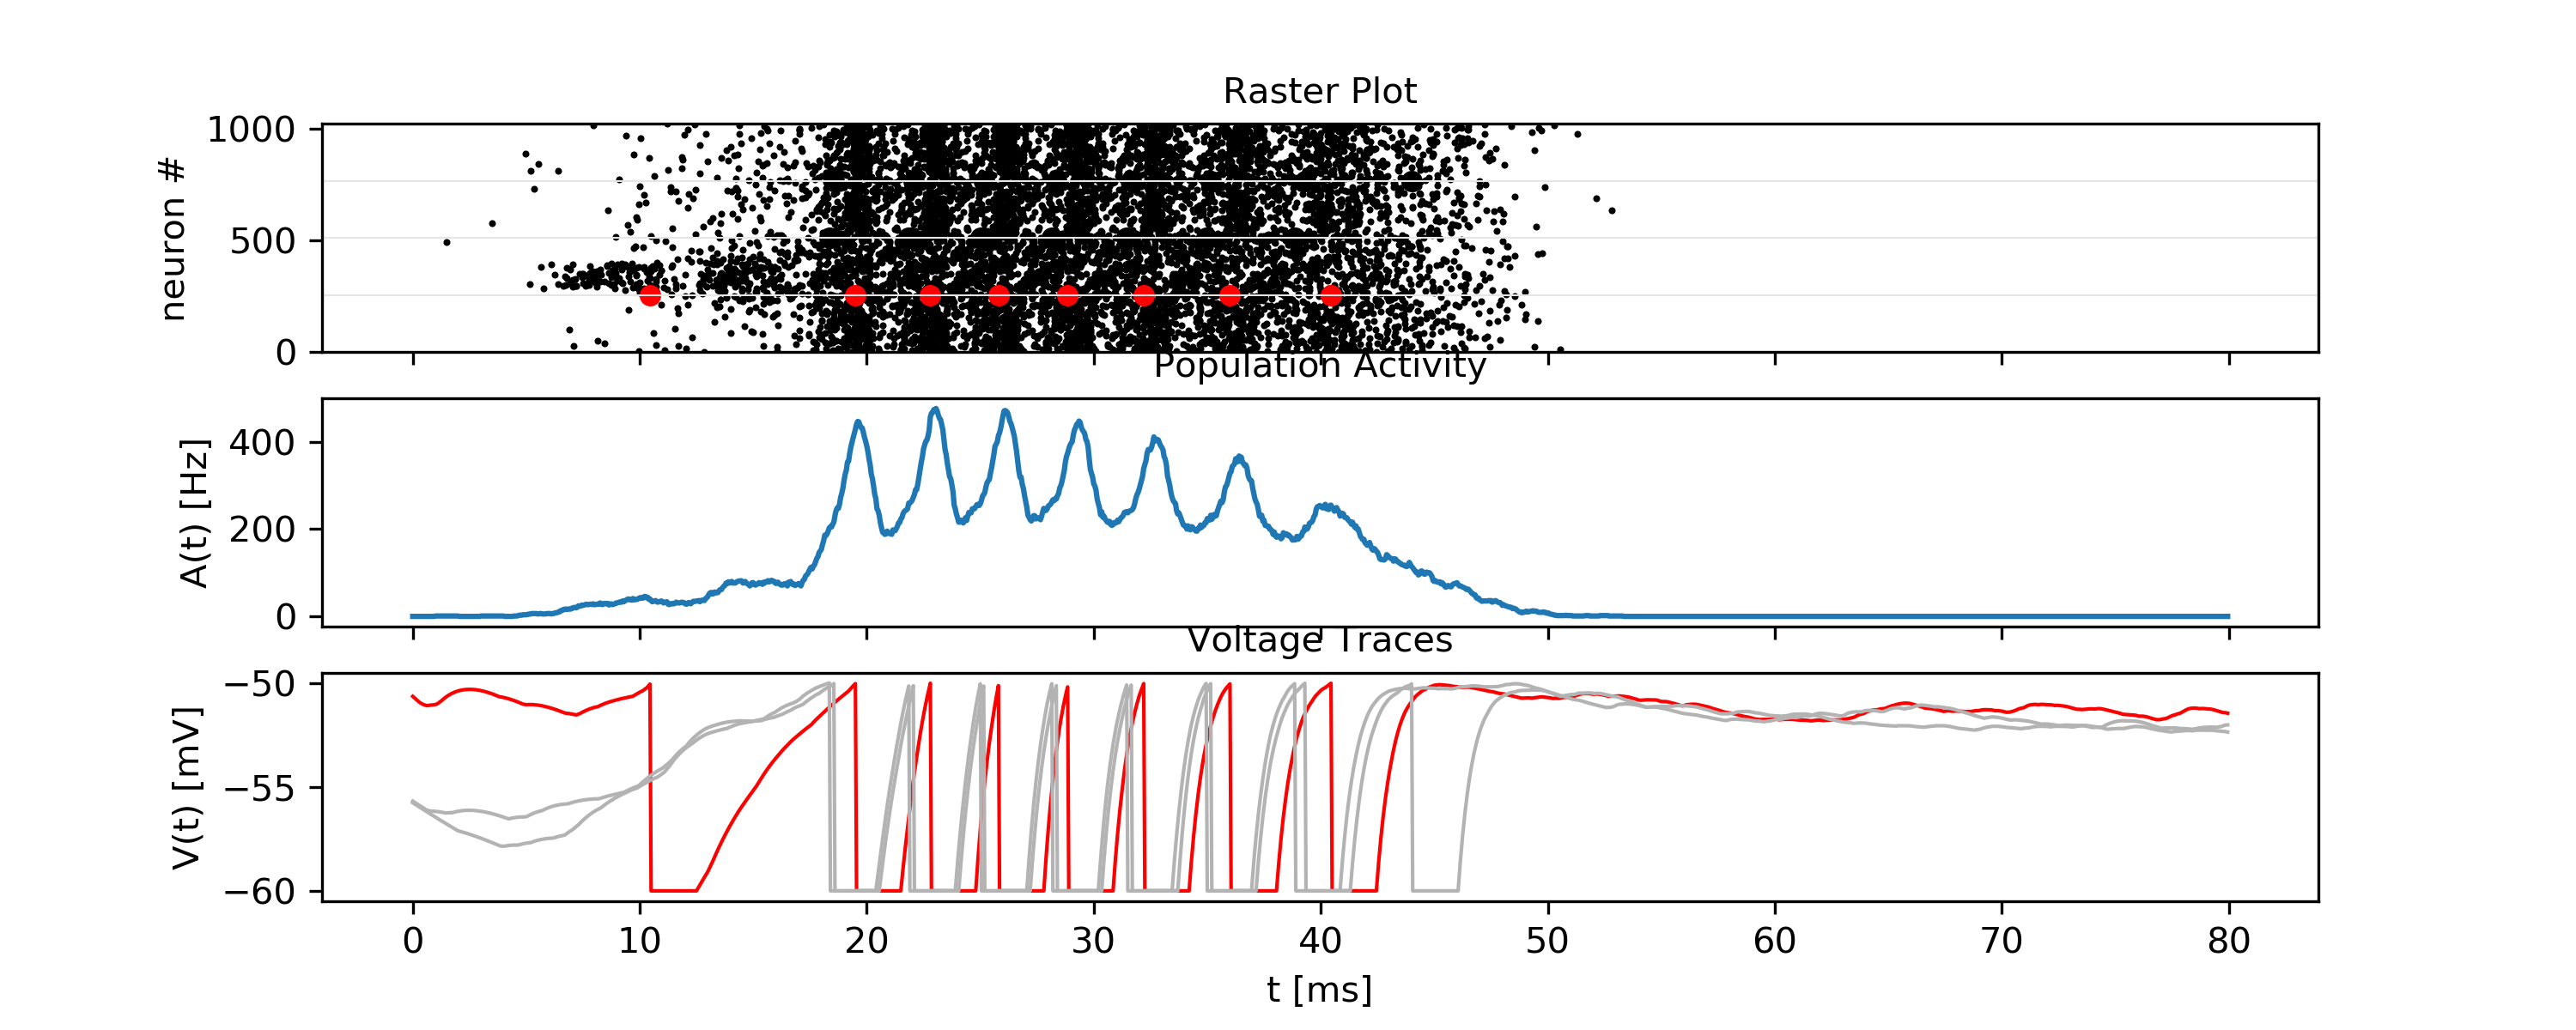 Raster Plot
1000
500
0
neuron #
Population Activity
400
200
0
A(t) [Hz]
Voltage Traces
−50
−55
−60
V(t) [mV]
0 10 20 30 40 50 60 70 80
t [ms]